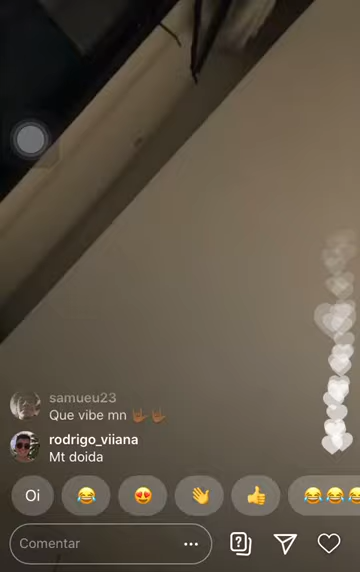 samueu23
Que vibe mn 🤟🏾 🤟🏾
rodrigo_viiana
Mt doida
Oi 😂 😍 👋 👍 😂😂😂
Comentar